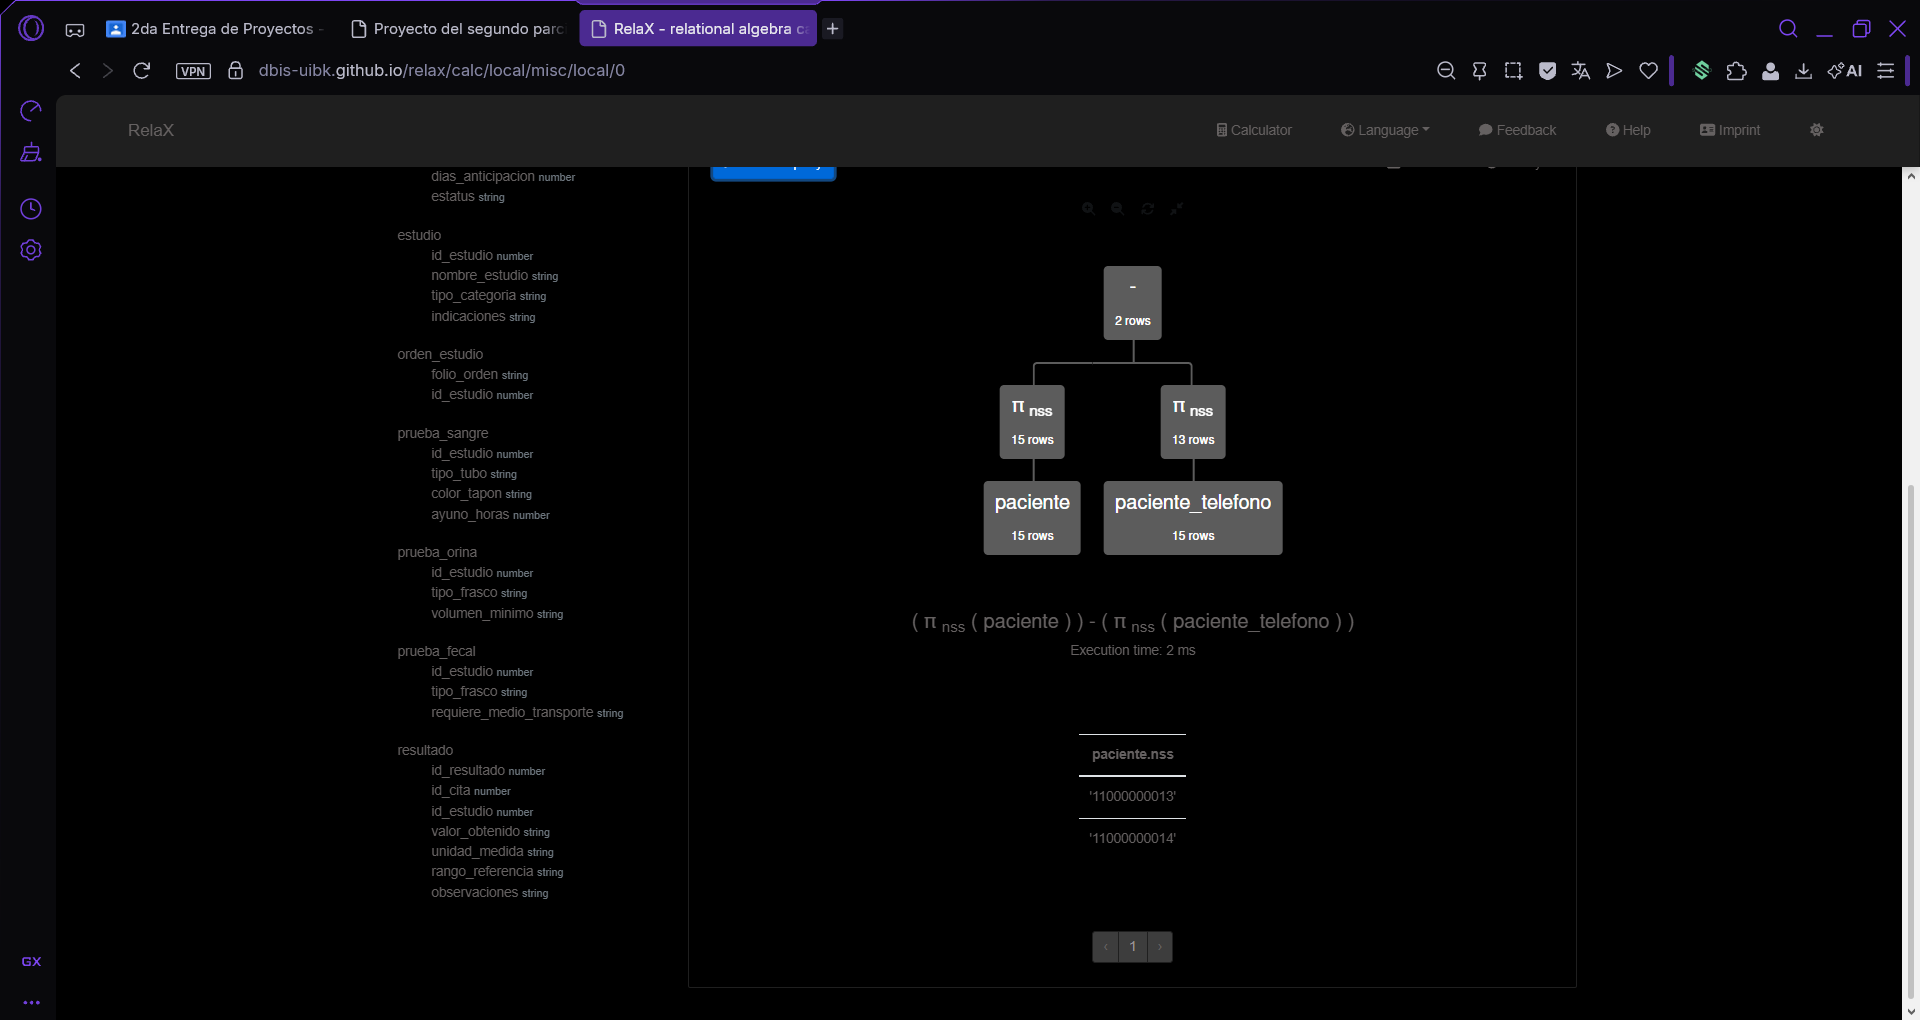 2da Entrega de Proyectos -
Proyecto del segundo parc
RelaX - relational algebra c
VPN
dbis-uibk.github.io/relax/calc/local/misc/local/0
AI
RelaX
Calculator
Language
Feedback
Help
Imprint
dias_anticipacion number
estatus string
estudio
id_estudio number
nombre_estudio string
tipo_categoria string
indicaciones string
orden_estudio
folio_orden string
id_estudio number
prueba_sangre
id_estudio number
tipo_tubo string
color_tapon string
ayuno_horas number
prueba_orina
id_estudio number
tipo_frasco string
volumen_minimo string
prueba_fecal
id_estudio number
tipo_frasco string
requiere_medio_transporte string
resultado
id_resultado number
id_cita number
id_estudio number
valor_obtenido string
unidad_medida string
rango_referencia string
observaciones string
-
2 rows
π nss
15 rows
π nss
13 rows
paciente
15 rows
paciente_telefono
15 rows
( π nss ( paciente ) ) - ( π nss ( paciente_telefono ) )
Execution time: 2 ms
paciente.nss
'11000000013'
'11000000014'
‹ 1 ›
GX